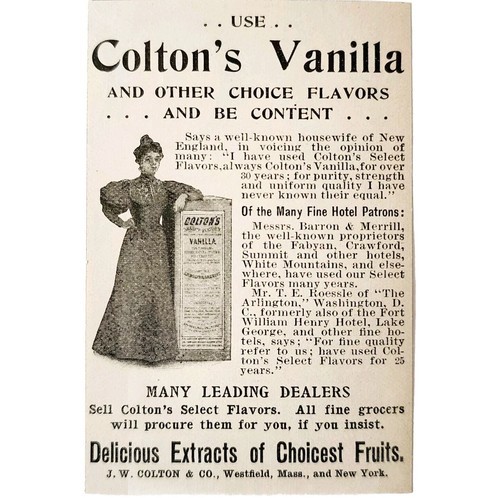 . . USE . .
Colton's Vanilla
AND OTHER CHOICE FLAVORS
. . . AND BE CONTENT . . .
Says a well-known housewife of New
England, in voicing the opinion of
many: "I have used Colton's Select
Flavors, always Colton's Vanilla, for over
30 years; for purity, strength
and uniform quality I have
never known their equal."
Of the Many Fine Hotel Patrons:
Messrs. Barron & Merrill,
the well-known proprietors
of the Fabyan, Crawford,
Summit and other hotels,
White Mountains, and else-
where, have used our Select
Flavors many years.
Mr. T. E. Roessle of "The
Arlington," Washington, D.
C., formerly also of the Fort
William Henry Hotel, Lake
George, and other fine ho-
tels, says; "For fine quality
refer to us; have used Col-
ton's Select Flavors for 25
years."
COLTON'S
VANILLA
MANY LEADING DEALERS
Sell Colton's Select Flavors. All fine grocers
will procure them for you, if you insist.
Delicious Extracts of Choicest Fruits.
J. W. COLTON & CO., Westfield, Mass., and New York.